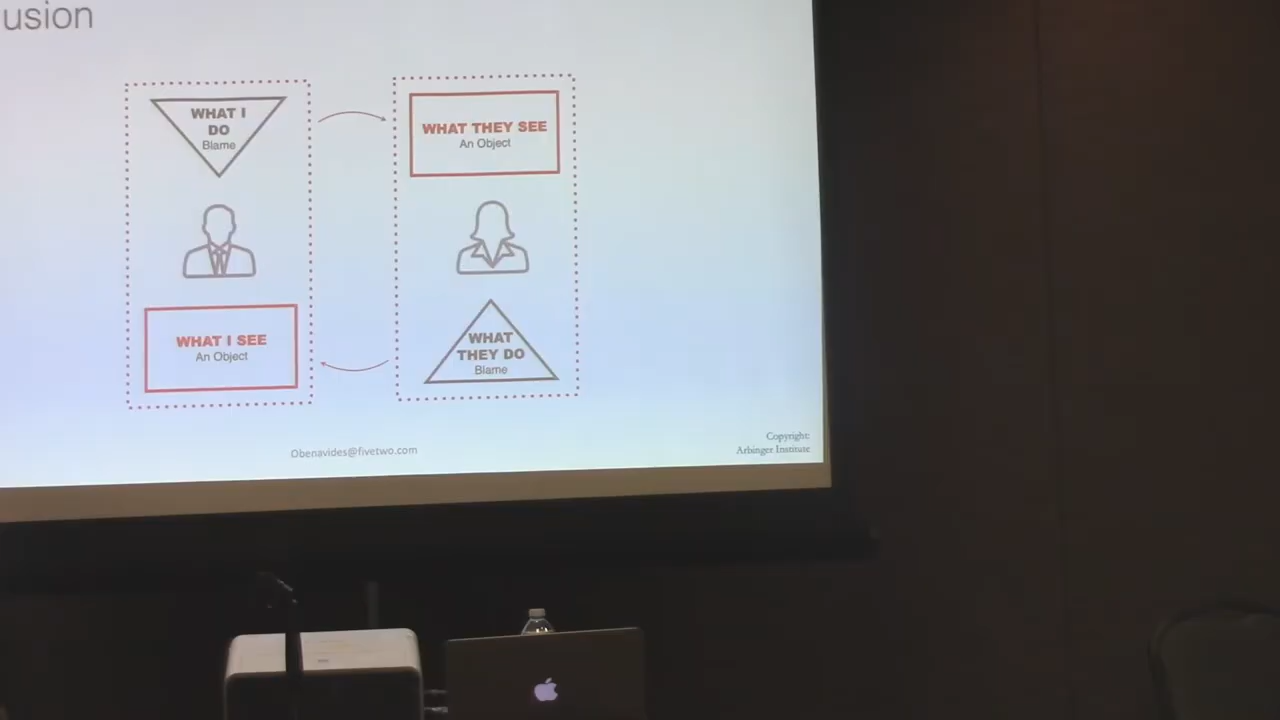 usion
WHAT I
DO
Blame
WHAT THEY SEE
An Object
WHAT I SEE
An Object
WHAT
THEY DO
Blame
Obenavides@fivetwo.com
Copyright:
Arbinger Institute